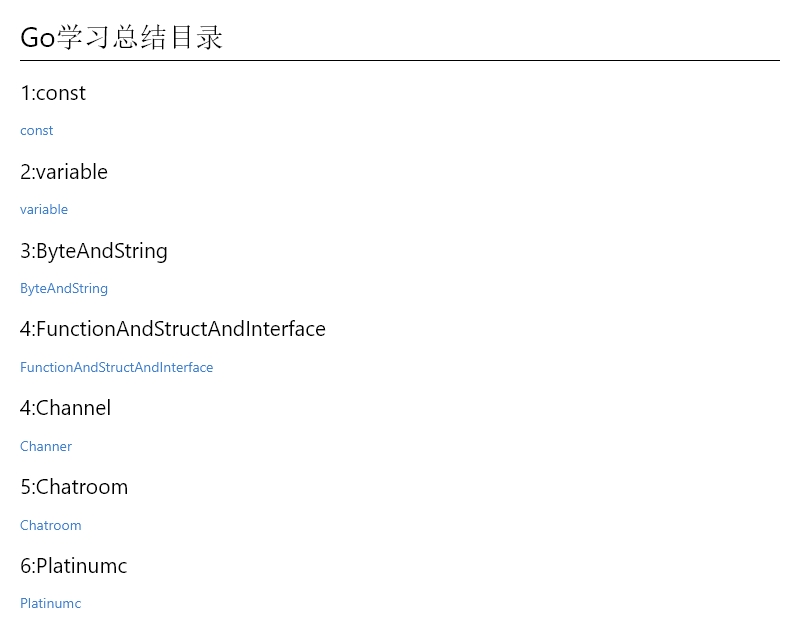 Go学习总结目录
1:const
const
2:variable
variable
3:ByteAndString
ByteAndString
4:FunctionAndStructAndInterface
FunctionAndStructAndInterface
4:Channel
Channer
5:Chatroom
Chatroom
6:Platinumc
Platinumc